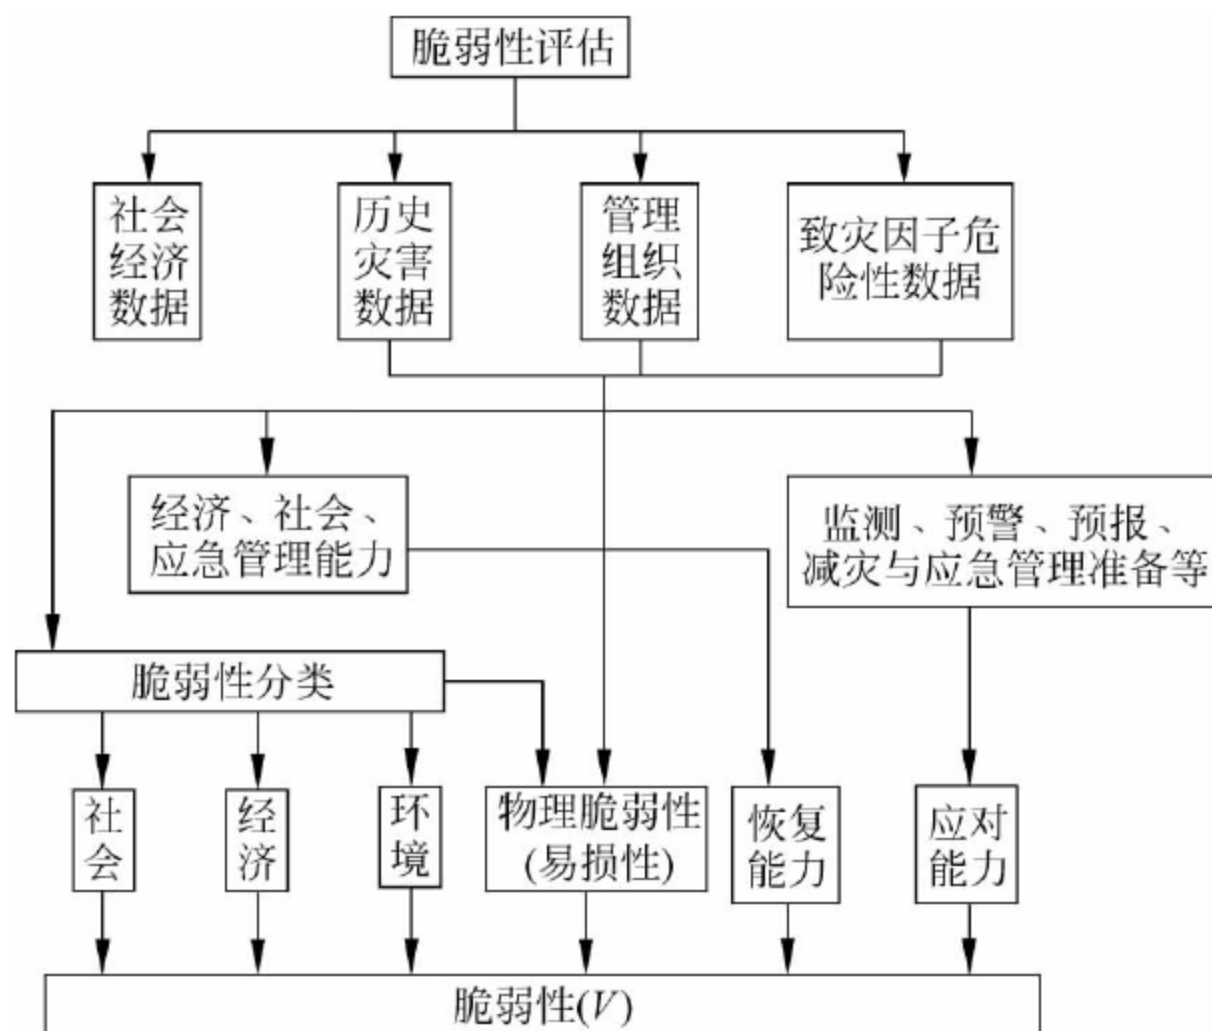 脆弱性评估
社会
经济
数据
历史
灾害
数据
管理
组织
数据
致灾因子危
险性数据
经济、社会、
应急管理能力
监测、预警、预报、
减灾与应急管理准备等
脆弱性分类
社
会
经
济
环
境
物理脆弱性
(易损性)
恢复
能力
应对
能力
脆弱性(V)